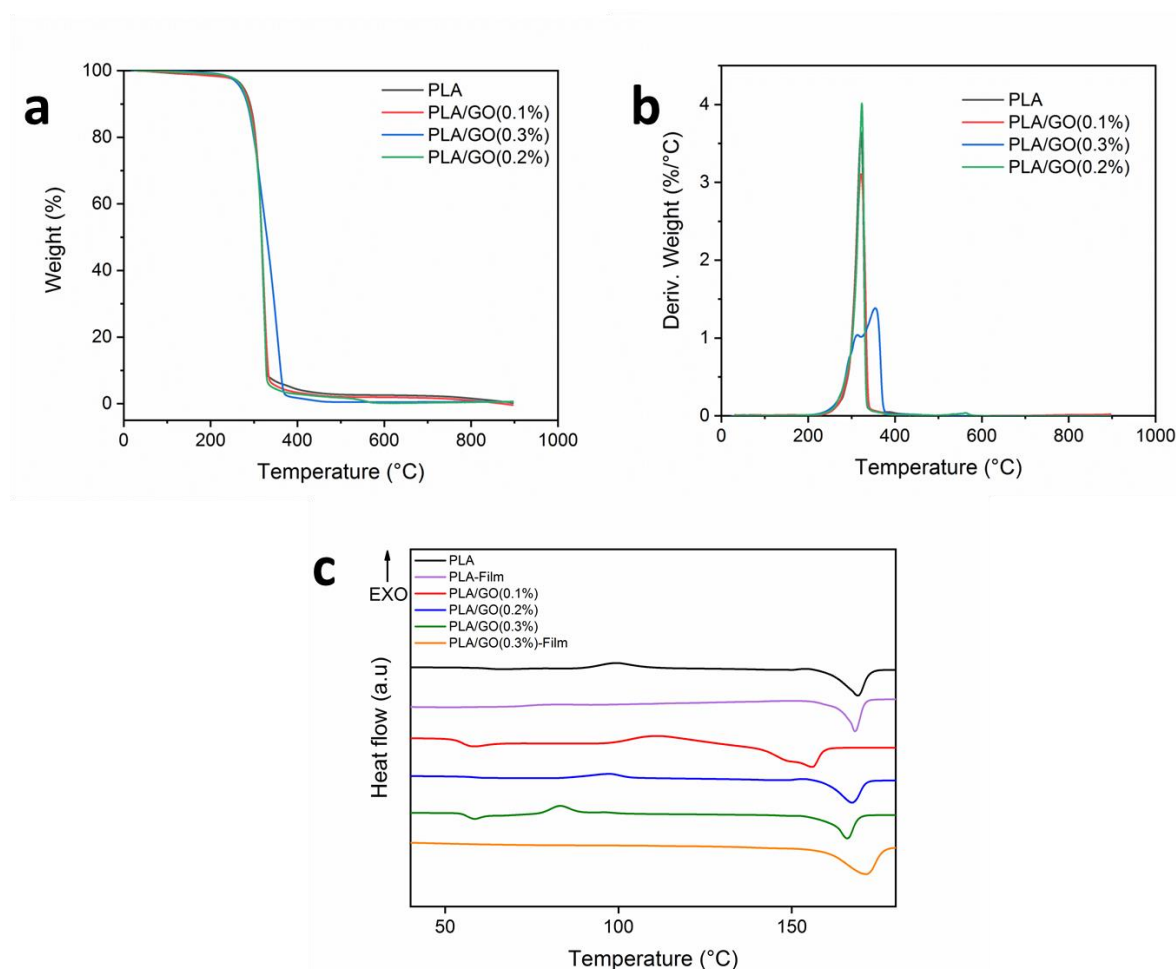 a
100
80
60
40
20
0
Weight (%)
0 200 400 600 800 1000
Temperature (°C)
PLA
PLA/GO(0.1%)
PLA/GO(0.3%)
PLA/GO(0.2%)
b
4
3
2
1
0
Deriv. Weight (%/°C)
0 200 400 600 800 1000
Temperature (°C)
PLA
PLA/GO(0.1%)
PLA/GO(0.3%)
PLA/GO(0.2%)
c
EXO
PLA
PLA-Film
PLA/GO(0.1%)
PLA/GO(0.2%)
PLA/GO(0.3%)
PLA/GO(0.3%)-Film
Heat flow (a.u)
50 100 150
Temperature (°C)